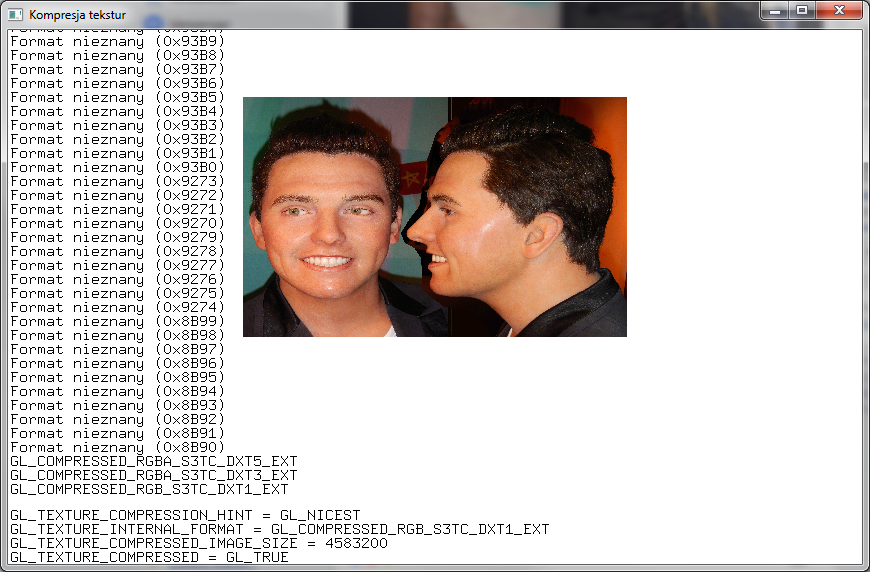 Kompresja tekstur
Format nieznany (0x93B9)
Format nieznany (0x93B8)
Format nieznany (0x93B7)
Format nieznany (0x93B6)
Format nieznany (0x93B5)
Format nieznany (0x93B4)
Format nieznany (0x93B3)
Format nieznany (0x93B2)
Format nieznany (0x93B1)
Format nieznany (0x93B0)
Format nieznany (0x9273)
Format nieznany (0x9272)
Format nieznany (0x9271)
Format nieznany (0x9270)
Format nieznany (0x9279)
Format nieznany (0x9278)
Format nieznany (0x9277)
Format nieznany (0x9276)
Format nieznany (0x9275)
Format nieznany (0x9274)
Format nieznany (0x8B99)
Format nieznany (0x8B98)
Format nieznany (0x8B97)
Format nieznany (0x8B96)
Format nieznany (0x8B95)
Format nieznany (0x8B94)
Format nieznany (0x8B93)
Format nieznany (0x8B92)
Format nieznany (0x8B91)
Format nieznany (0x8B90)
GL_COMPRESSED_RGBA_S3TC_DXT5_EXT
GL_COMPRESSED_RGBA_S3TC_DXT3_EXT
GL_COMPRESSED_RGB_S3TC_DXT1_EXT
GL_TEXTURE_COMPRESSION_HINT = GL_NICEST
GL_TEXTURE_INTERNAL_FORMAT = GL_COMPRESSED_RGB_S3TC_DXT1_EXT
GL_TEXTURE_COMPRESSED_IMAGE_SIZE = 4583200
GL_TEXTURE_COMPRESSED = GL_TRUE